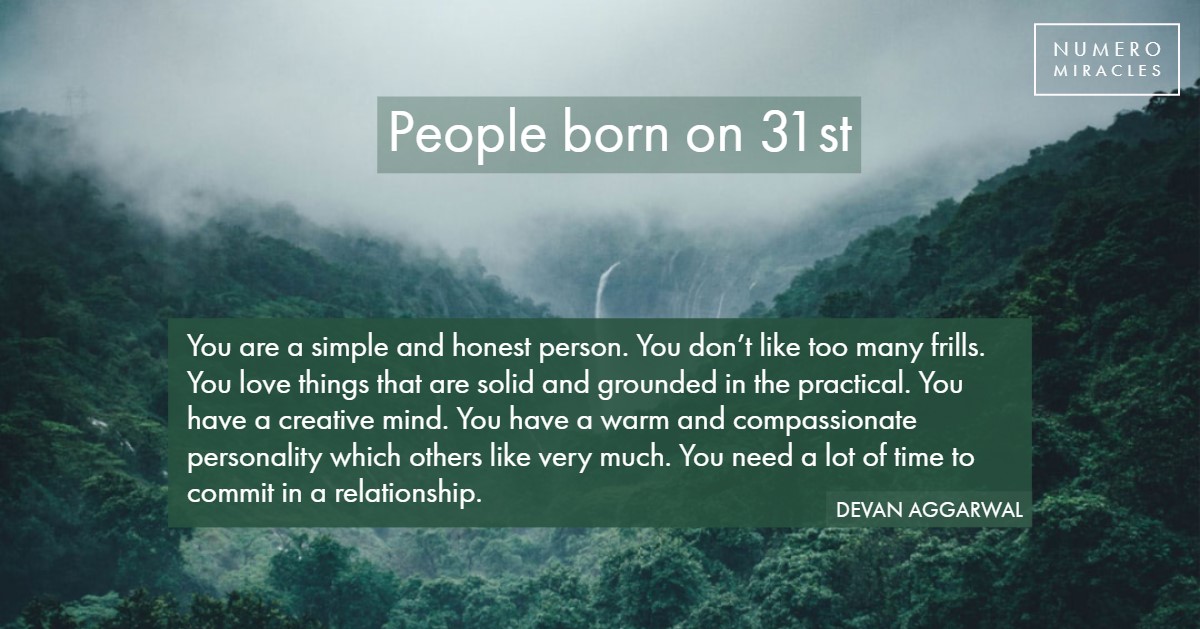 NUMERO
MIRACLES
People born on 31st
You are a simple and honest person. You don’t like too many frills.
You love things that are solid and grounded in the practical. You
have a creative mind. You have a warm and compassionate
personality which others like very much. You need a lot of time to
commit in a relationship.
DEVAN AGGARWAL